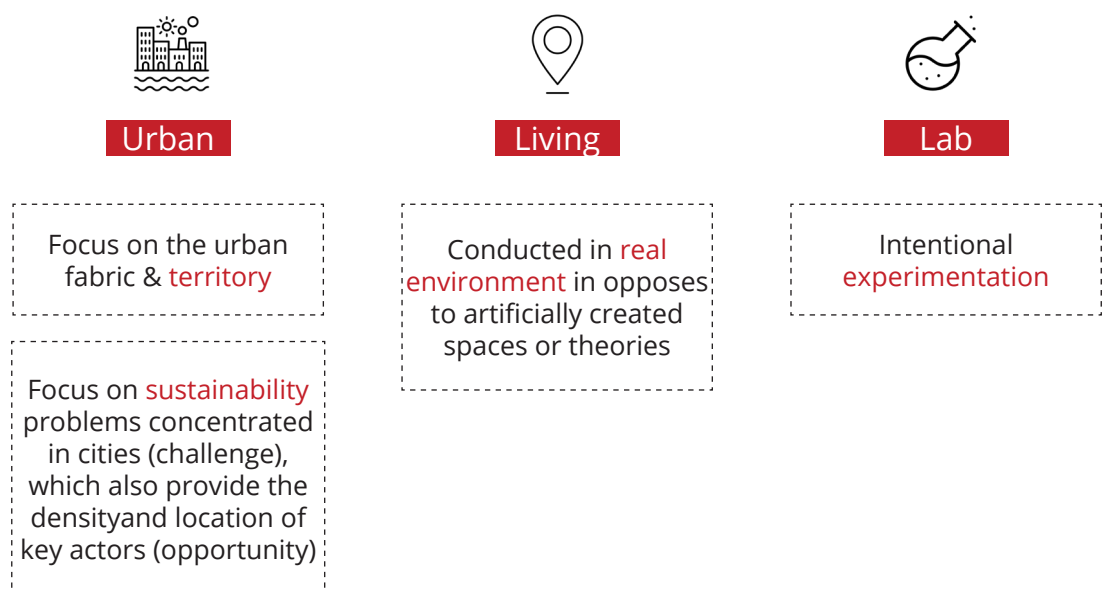 Urban
Focus on the urban
fabric & territory
Focus on sustainability
problems concentrated
in cities (challenge),
which also provide the
densityand location of
key actors (opportunity)
Living
Conducted in real
environment in opposes
to artificially created
spaces or theories
Lab
Intentional
experimentation